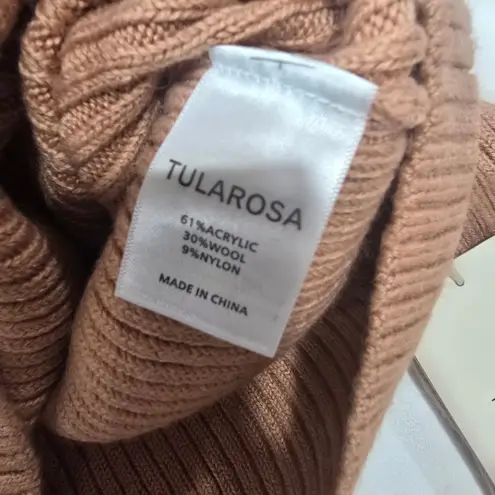 TULAROSA
61%ACRYLIC
30%WOOL
9%NYLON
MADE IN CHINA